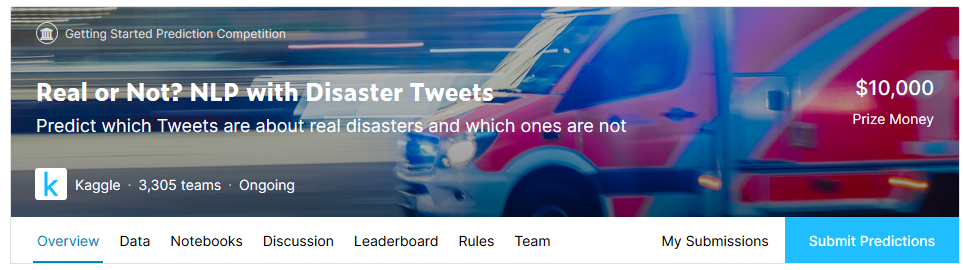 Getting Started Prediction Competition
Real or Not? NLP with Disaster Tweets
Predict which Tweets are about real disasters and which ones are not
$10,000
Prize Money
k
Kaggle · 3,305 teams · Ongoing
Overview Data Notebooks Discussion Leaderboard Rules Team My Submissions Submit Predictions